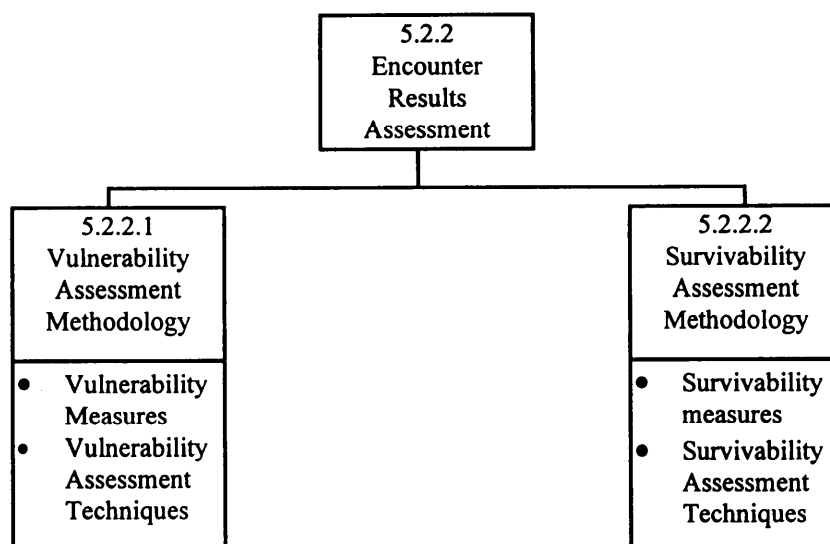 5.2.2
Encounter
Results
Assessment
5.2.2.1
Vulnerability
Assessment
Methodology
• Vulnerability
Measures
• Vulnerability
Assessment
Techniques
5.2.2.2
Survivability
Assessment
Methodology
• Survivability
measures
• Survivability
Assessment
Techniques